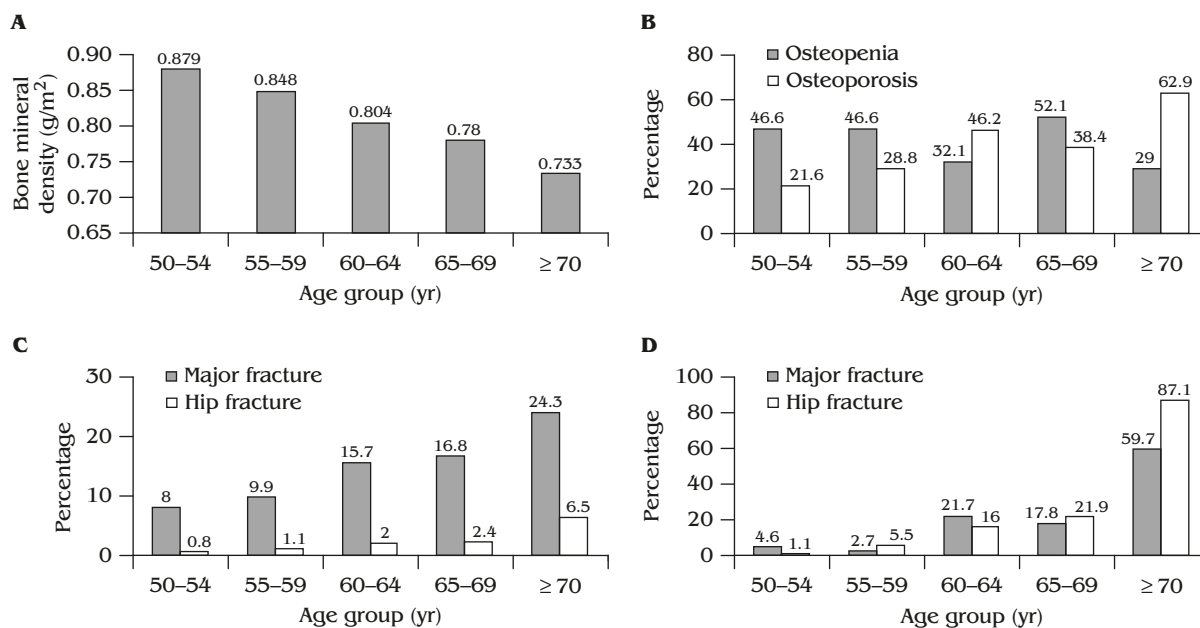 A
Bone mineral
density (g/m²)
0.90
0.85
0.80
0.75
0.70
0.65
0.879
0.848
0.804
0.78
0.733
50–54 55–59 60–64 65–69 ≥ 70
Age group (yr)
B
Osteopenia
Osteoporosis
Percentage
80
60
40
20
0
46.6 21.6 46.6 28.8 32.1 46.2 52.1 38.4 29 62.9
50–54 55–59 60–64 65–69 ≥ 70
Age group (yr)
C
Major fracture
Hip fracture
Percentage
30
20
10
0
8 0.8 9.9 1.1 15.7 2 16.8 2.4 24.3 6.5
50–54 55–59 60–64 65–69 ≥ 70
Age group (yr)
D
Major fracture
Hip fracture
Percentage
100
80
60
40
20
0
4.6 1.1 2.7 5.5 21.7 16 17.8 21.9 59.7 87.1
50–54 55–59 60–64 65–69 ≥ 70
Age group (yr)